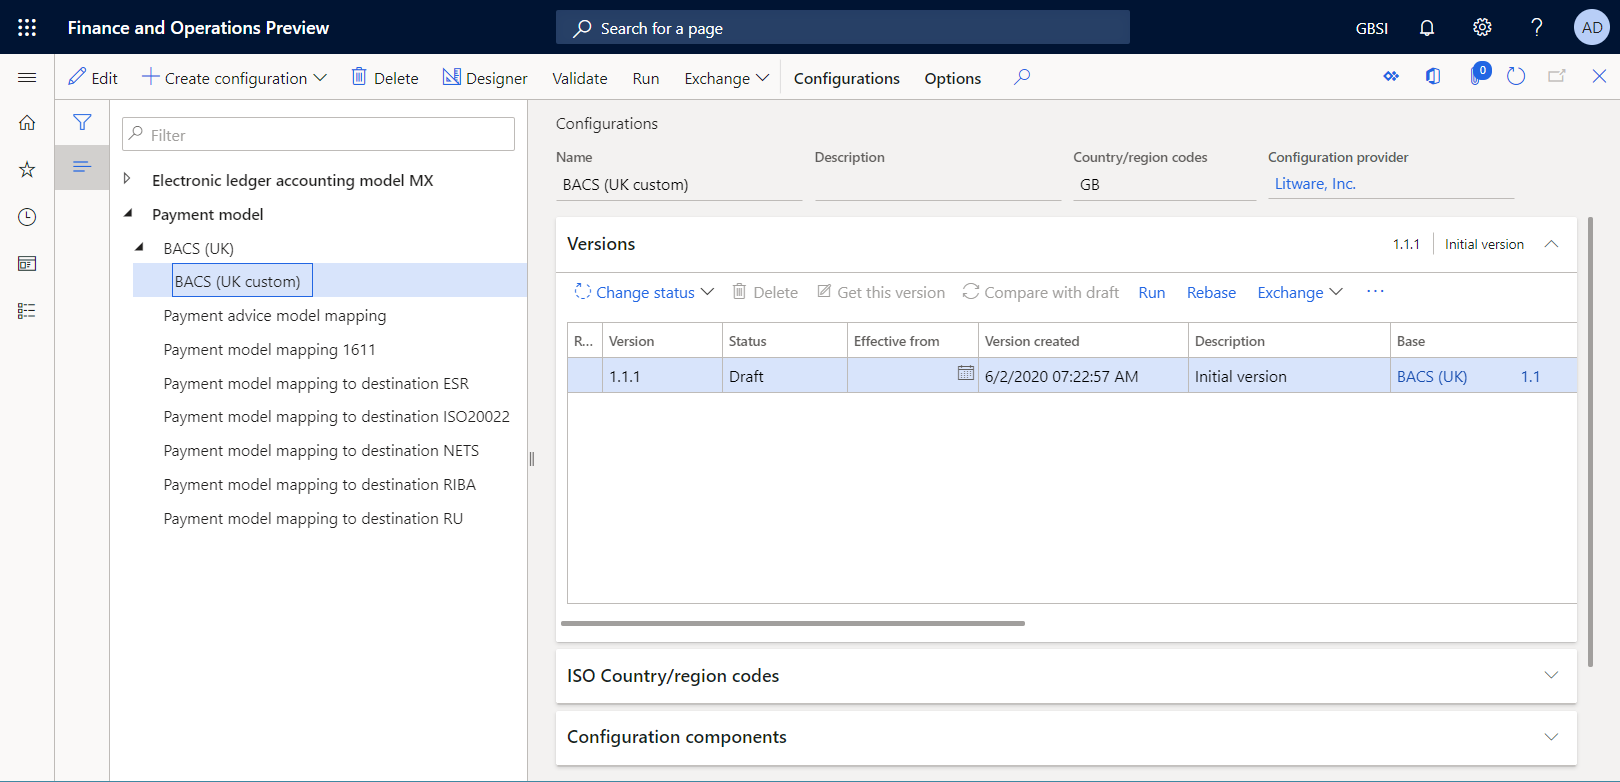 Finance and Operations Preview
Search for a page
GBSI
AD
Edit
Create configuration
Delete
Designer
Validate
Run
Exchange
Configurations
Options
0
Filter
Electronic ledger accounting model MX
Payment model
BACS (UK)
BACS (UK custom)
Payment advice model mapping
Payment model mapping 1611
Payment model mapping to destination ESR
Payment model mapping to destination ISO20022
Payment model mapping to destination NETS
Payment model mapping to destination RIBA
Payment model mapping to destination RU
Configurations
Name
Description
Country/region codes
Configuration provider
BACS (UK custom)
GB
Litware, Inc.
Versions
1.1.1
Initial version
Change status
Delete
Get this version
Compare with draft
Run
Rebase
Exchange
...
R... Version Status Effective from Version created Description Base
1.1.1 Draft 6/2/2020 07:22:57 AM Initial version BACS (UK) 1.1
ISO Country/region codes
Configuration components